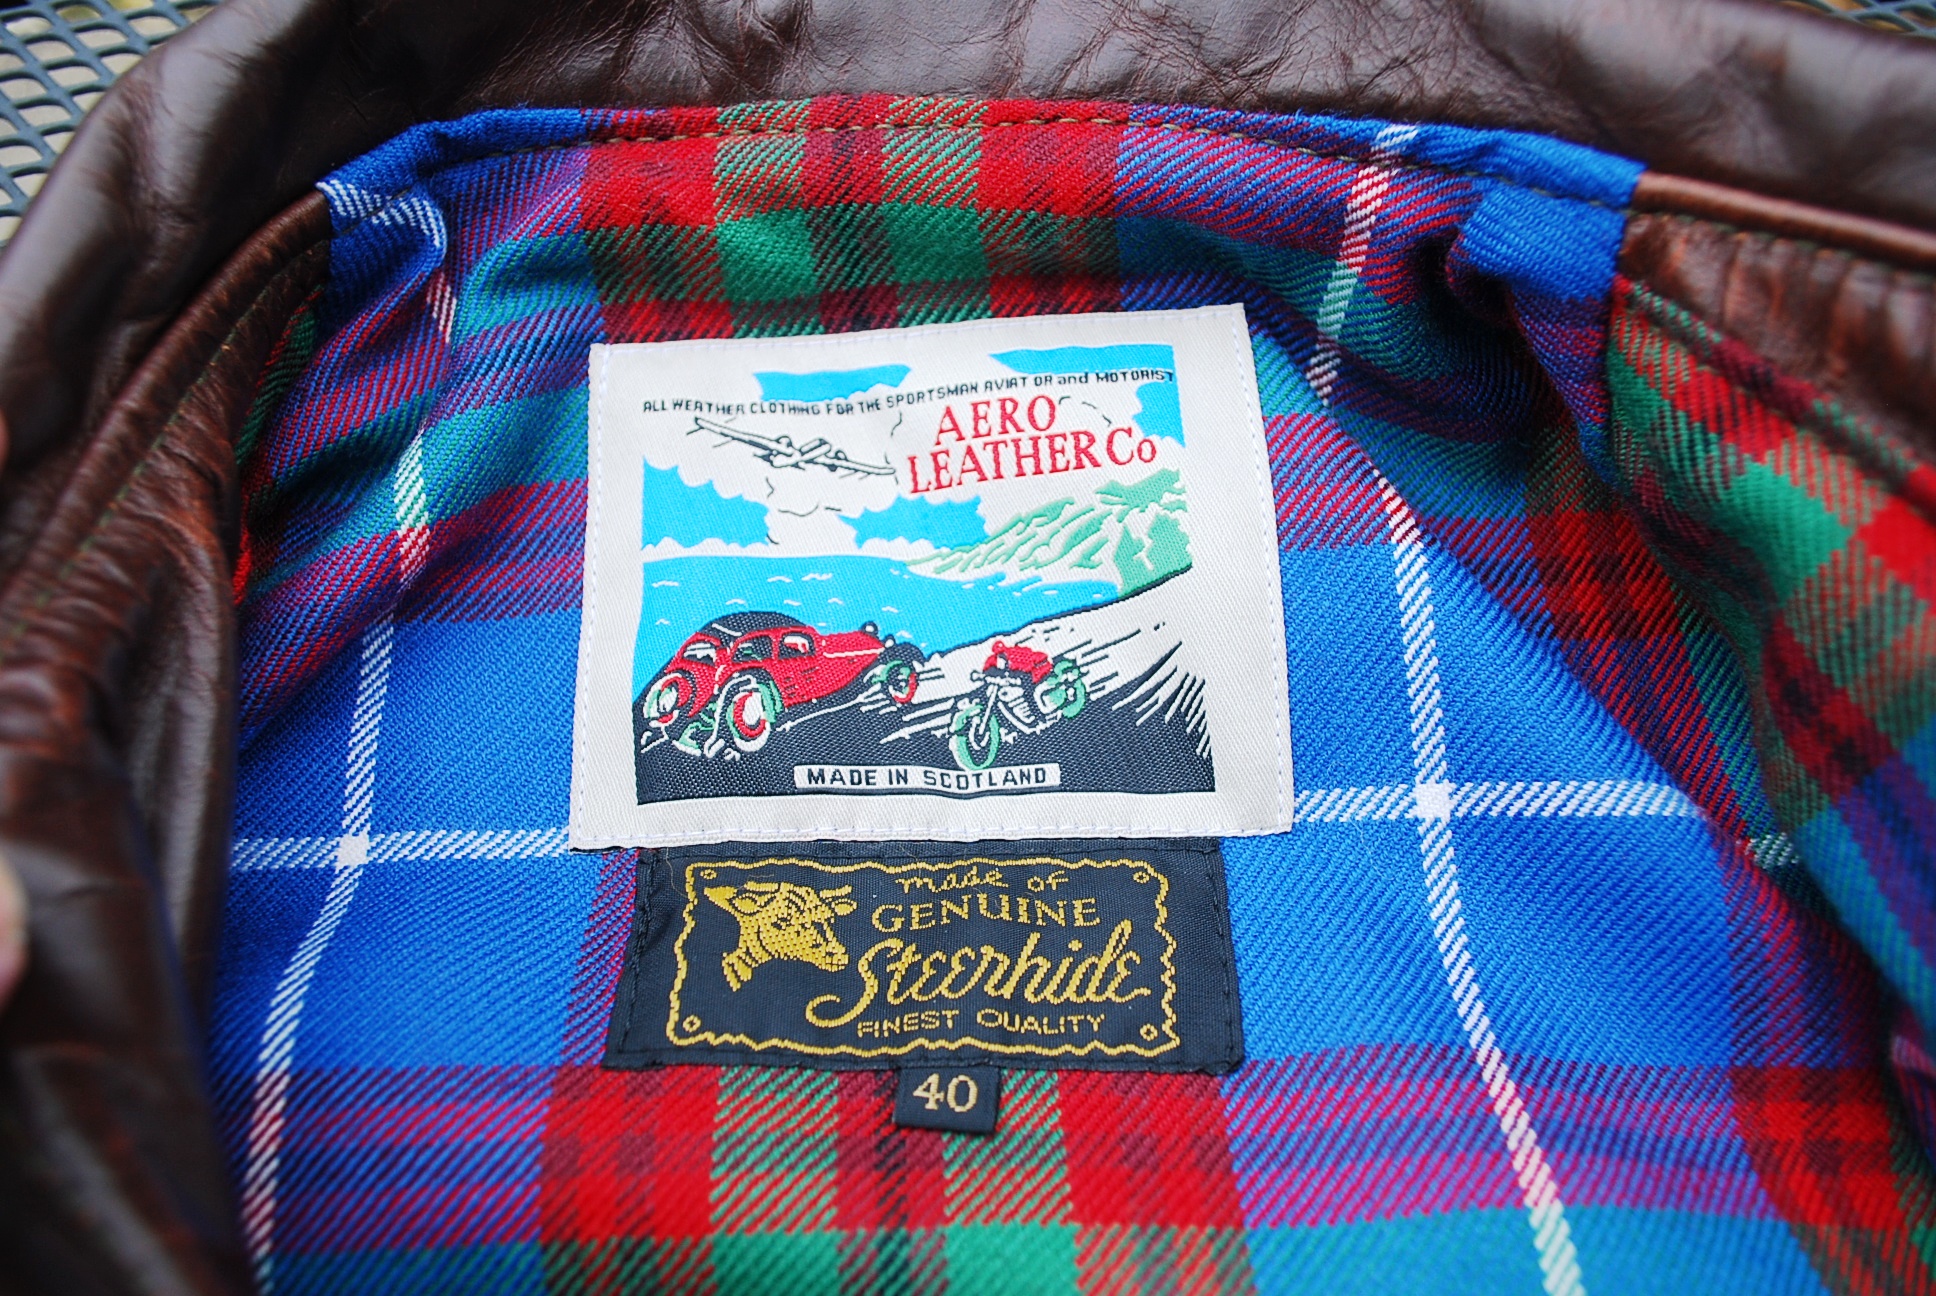 ALL WEATHER CLOTHING FOR THE SPORTSMAN AVIATOR and MOTORIST
AERO
LEATHER Co
MADE IN SCOTLAND
made of
GENUINE
Steerhide
FINEST QUALITY
40